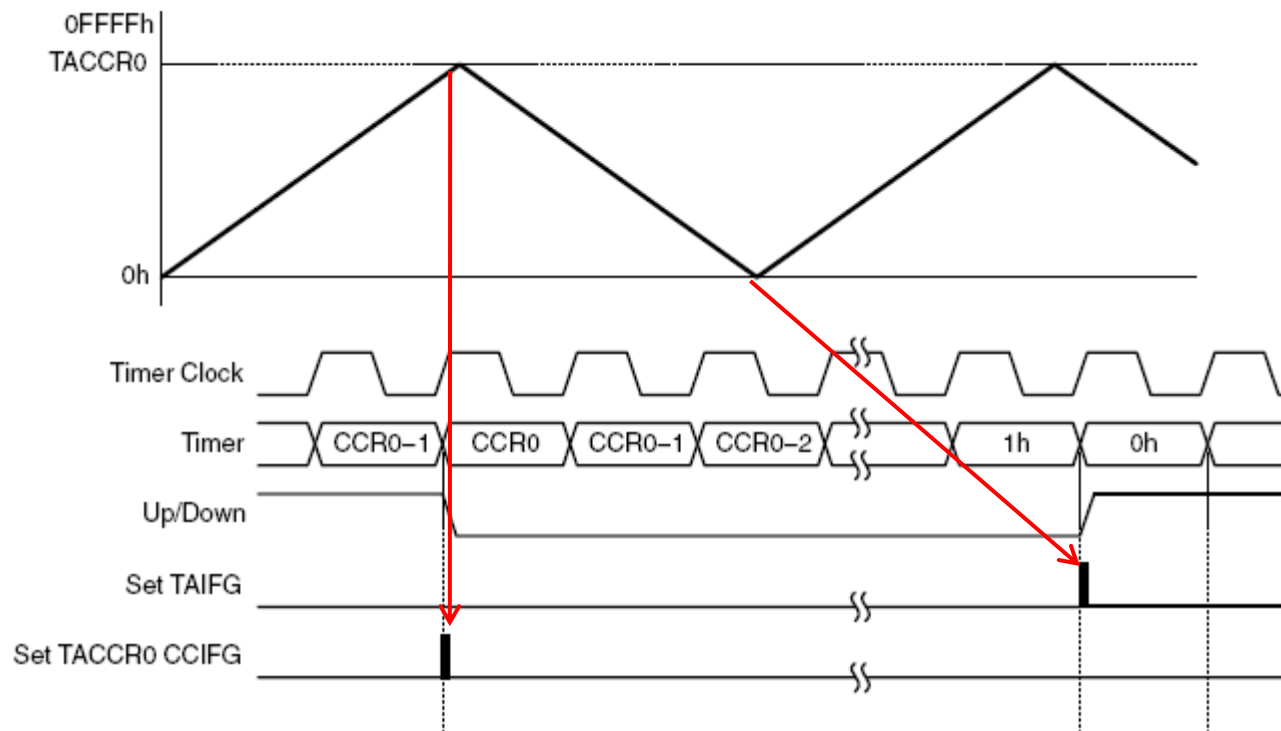 0FFFFh
TACCR0
0h
Timer Clock
Timer CCR0–1 CCR0 CCR0–1 CCR0–2 1h 0h
Up/Down
Set TAIFG
Set TACCR0 CCIFG